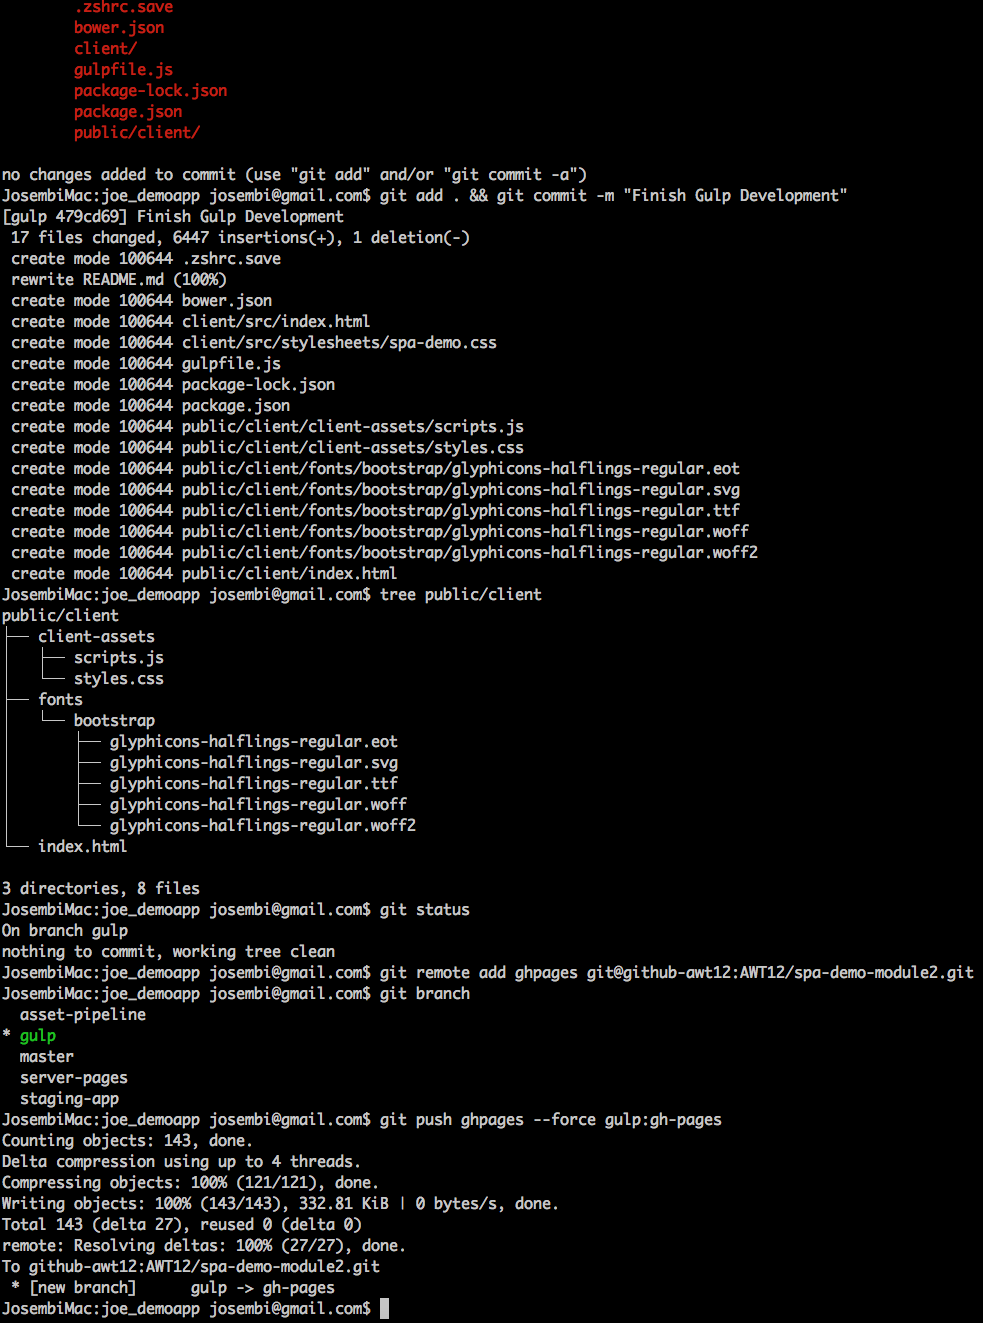 .zshrc.save
bower.json
client/
gulpfile.js
package-lock.json
package.json
public/client/
no changes added to commit (use "git add" and/or "git commit -a")
JosembiMac:joe_demoapp josembi@gmail.com$ git add . && git commit -m "Finish Gulp Development"
[gulp 479cd69] Finish Gulp Development
 17 files changed, 6447 insertions(+), 1 deletion(-)
 create mode 100644 .zshrc.save
 rewrite README.md (100%)
 create mode 100644 bower.json
 create mode 100644 client/src/index.html
 create mode 100644 client/src/stylesheets/spa-demo.css
 create mode 100644 gulpfile.js
 create mode 100644 package-lock.json
 create mode 100644 package.json
 create mode 100644 public/client/client-assets/scripts.js
 create mode 100644 public/client/client-assets/styles.css
 create mode 100644 public/client/fonts/bootstrap/glyphicons-halflings-regular.eot
 create mode 100644 public/client/fonts/bootstrap/glyphicons-halflings-regular.svg
 create mode 100644 public/client/fonts/bootstrap/glyphicons-halflings-regular.ttf
 create mode 100644 public/client/fonts/bootstrap/glyphicons-halflings-regular.woff
 create mode 100644 public/client/fonts/bootstrap/glyphicons-halflings-regular.woff2
 create mode 100644 public/client/index.html
JosembiMac:joe_demoapp josembi@gmail.com$ tree public/client
public/client
├── client-assets
│   ├── scripts.js
│   └── styles.css
├── fonts
│   └── bootstrap
│       ├── glyphicons-halflings-regular.eot
│       ├── glyphicons-halflings-regular.svg
│       ├── glyphicons-halflings-regular.ttf
│       ├── glyphicons-halflings-regular.woff
│       └── glyphicons-halflings-regular.woff2
└── index.html
3 directories, 8 files
JosembiMac:joe_demoapp josembi@gmail.com$ git status
On branch gulp
nothing to commit, working tree clean
JosembiMac:joe_demoapp josembi@gmail.com$ git remote add ghpages git@github-awt12:AWT12/spa-demo-module2.git
JosembiMac:joe_demoapp josembi@gmail.com$ git branch
  asset-pipeline
* gulp
  master
  server-pages
  staging-app
JosembiMac:joe_demoapp josembi@gmail.com$ git push ghpages --force gulp:gh-pages
Counting objects: 143, done.
Delta compression using up to 4 threads.
Compressing objects: 100% (121/121), done.
Writing objects: 100% (143/143), 332.81 KiB | 0 bytes/s, done.
Total 143 (delta 27), reused 0 (delta 0)
remote: Resolving deltas: 100% (27/27), done.
To github-awt12:AWT12/spa-demo-module2.git
 * [new branch]      gulp -> gh-pages
JosembiMac:joe_demoapp josembi@gmail.com$